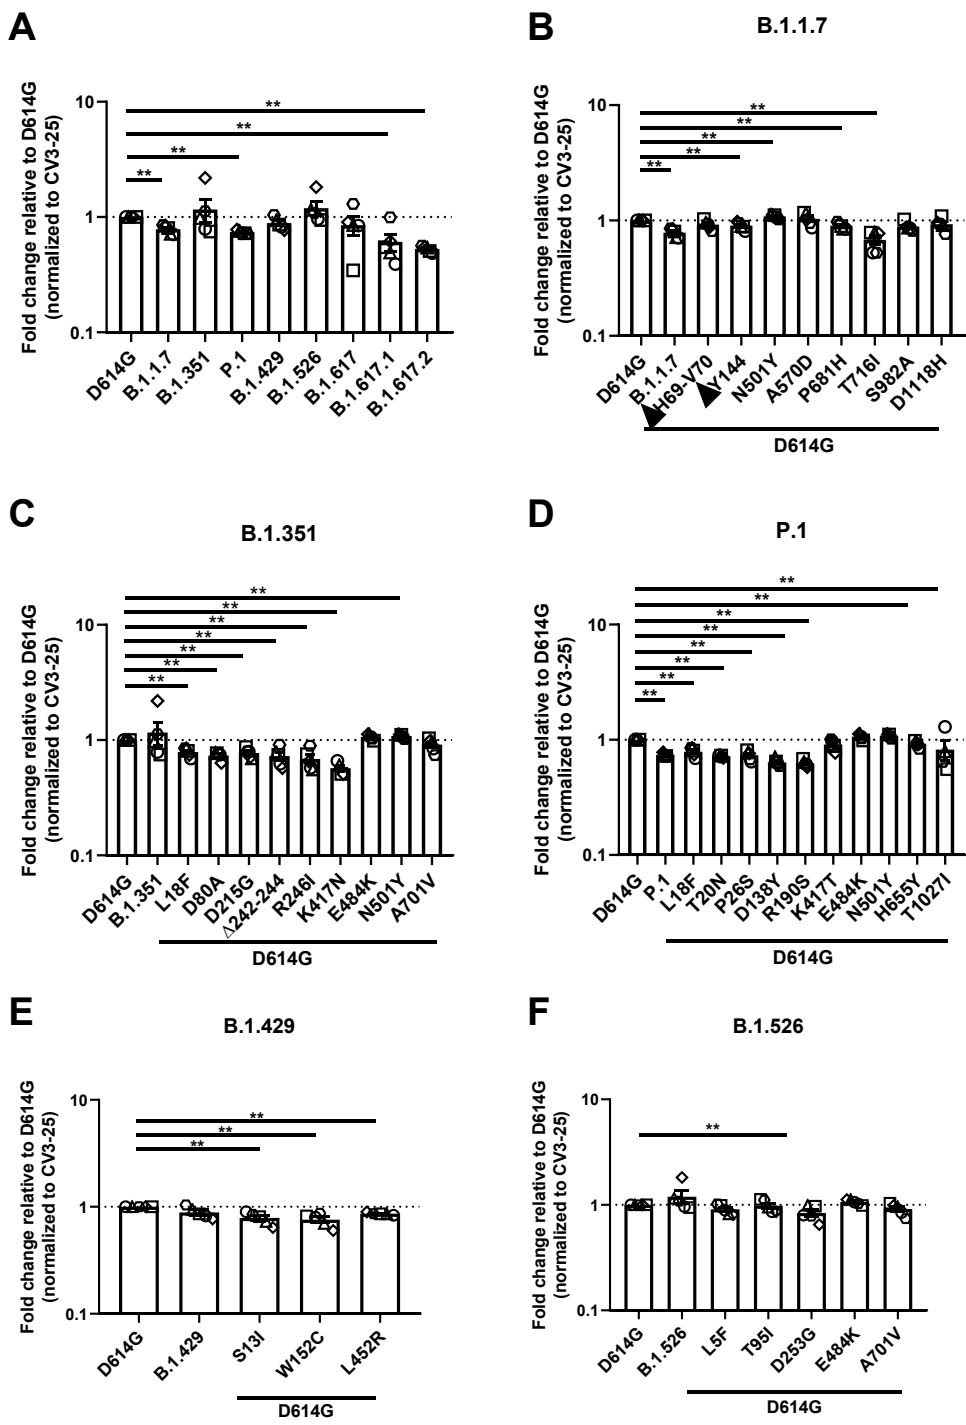 A
Fold change relative to D614G
(normalized to CV3-25)
10
1
0.1
**
**
**
**
D614G
B.1.1.7
B.1.351
P.1
B.1.429
B.1.526
B.1.617
B.1.617.1
B.1.617.2
B
B.1.1.7
Fold change relative to D614G
(normalized to CV3-25)
10
1
0.1
**
**
**
**
**
D614G
B.1.1.7
H69-V70
Y144
N501Y
A570D
P681H
T716I
S982A
D1118H
D614G
C
B.1.351
Fold change relative to D614G
(normalized to CV3-25)
10
1
0.1
**
**
**
**
**
**
**
D614G
B.1.351
L18F
D80A
D215G
Δ242-244
R246I
K417N
E484K
N501Y
A701V
D614G
D
P.1
Fold change relative to D614G
(normalized to CV3-25)
10
1
0.1
**
**
**
**
**
**
**
**
D614G
P.1
L18F
T20N
P26S
D138Y
R190S
K417T
E484K
N501Y
H655Y
T1027I
D614G
E
B.1.429
Fold change relative to D614G
(normalized to CV3-25)
10
1
0.1
**
**
**
D614G
B.1.429
S13I
W152C
L452R
D614G
F
B.1.526
Fold change relative to D614G
(normalized to CV3-25)
10
1
0.1
**
D614G
B.1.526
L5F
T95I
D253G
E484K
A701V
D614G